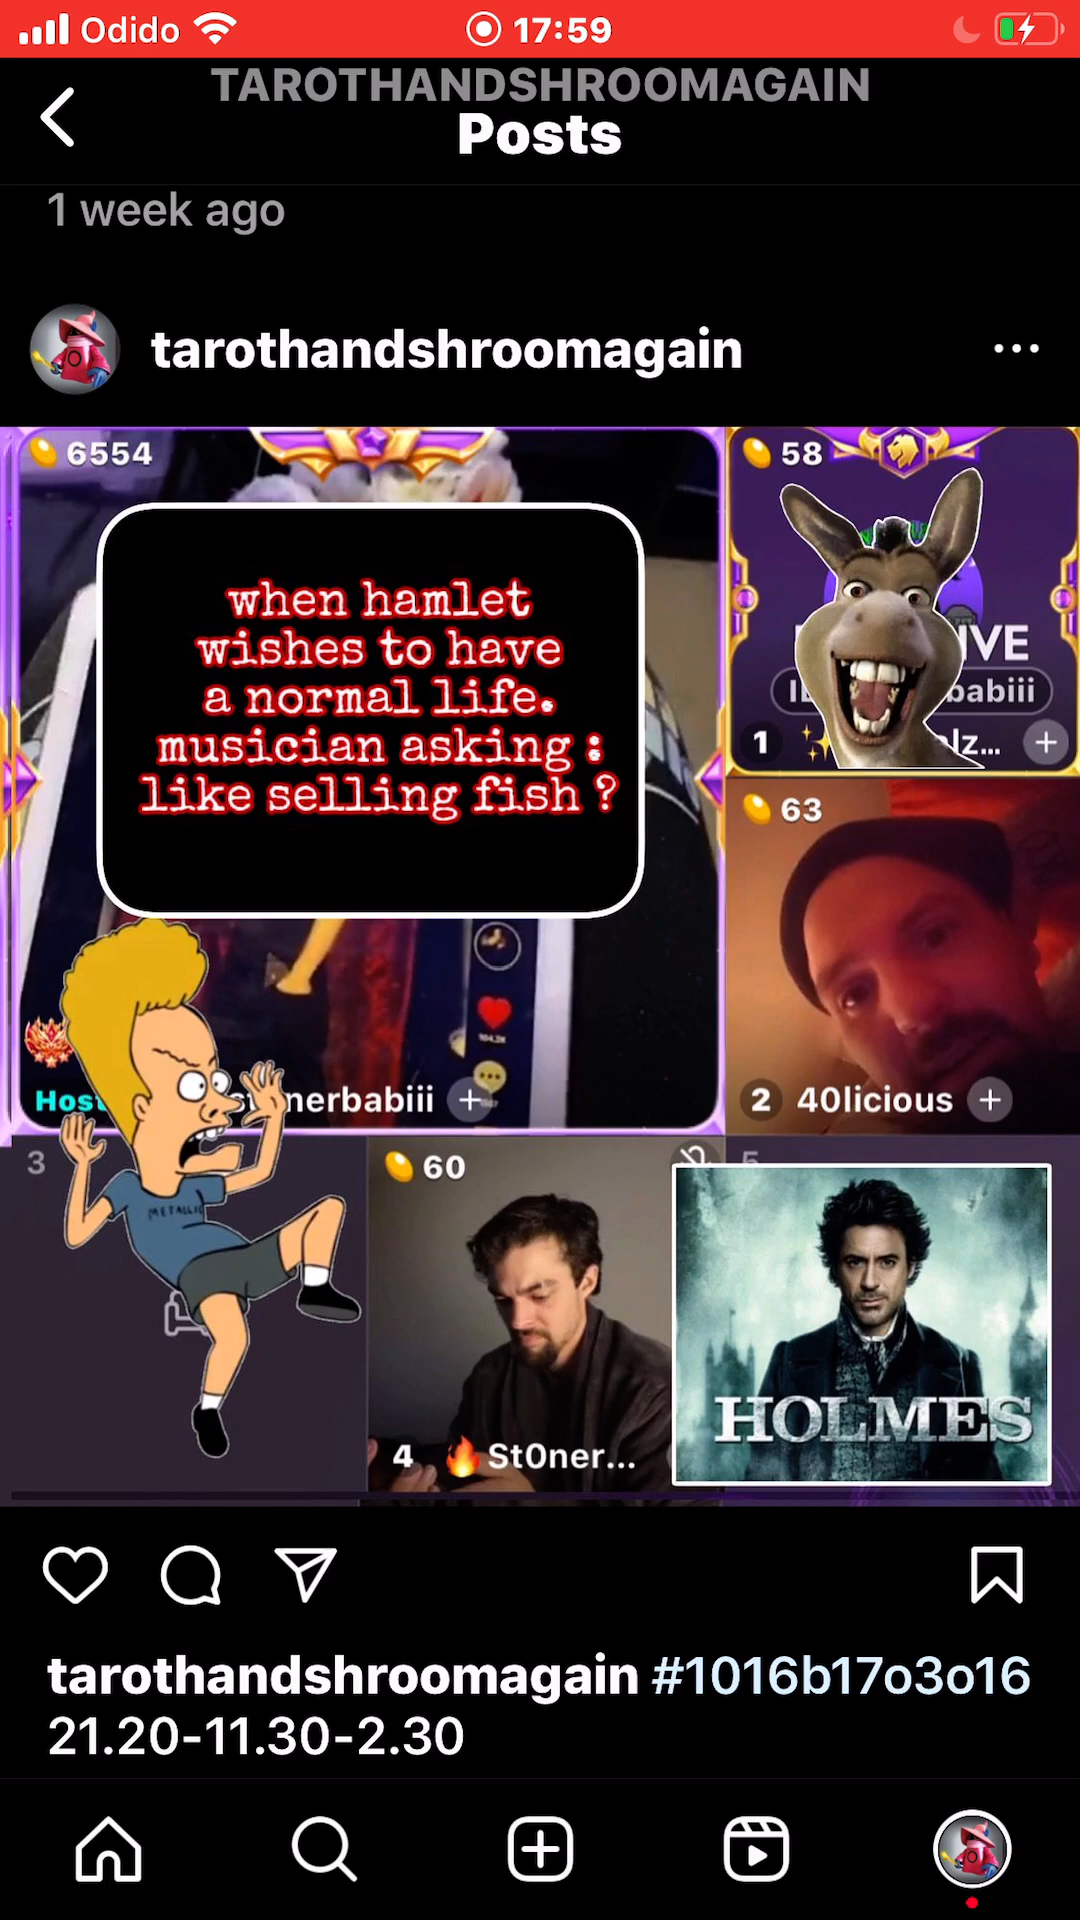 Odido
17:59
TAROTHANDSHROOMAGAIN
Posts
1 week ago
tarothandshroomagain
6554
58
when hamlet
wishes to have
a normal life.
musician asking :
like selling fish ?
IVE
babiii
1
lz...
63
METALLIC
Host
nerbabiii
2 40licious
3
60
5
HOLMES
4 🔥 St0ner...
tarothandshroomagain #1016b17o3o16
21.20-11.30-2.30